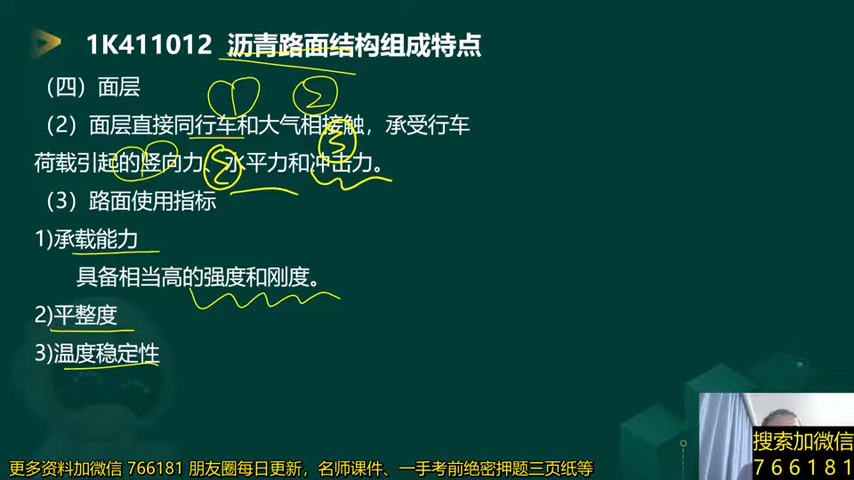 1K411012 沥青路面结构组成特点
（四）面层
① ②
（2）面层直接同行车和大气相接触，承受行车
③
荷载引起的竖向力、水平力和冲击力。
（3）路面使用指标
1)承载能力
具备相当高的强度和刚度。
2)平整度
3)温度稳定性
搜索加微信
766181
更多资料加微信 766181 朋友圈每日更新，名师课件、一手考前绝密押题三页纸等